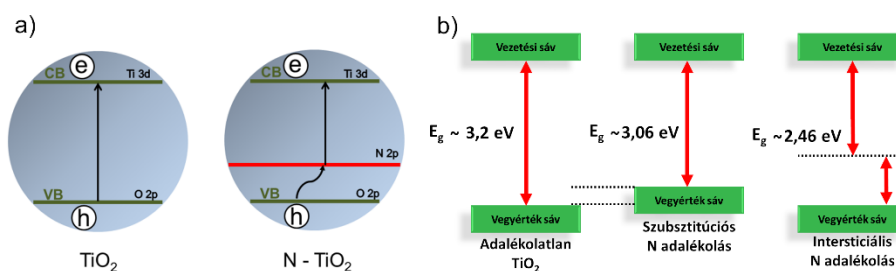 a)
CB
e
Ti 3d
VB
O 2p
h
TiO2
CB
e
Ti 3d
N 2p
VB
O 2p
h
N - TiO2
b)
Vezetési sáv
Eg ~ 3,2 eV
Vegyérték sáv
Adalékolatlan
TiO2
Vezetési sáv
Eg ~3,06 eV
Vegyérték sáv
Szubsztitúciós
N adalékolás
Vezetési sáv
Eg ~2,46 eV
Vegyérték sáv
Intersticiális
N adalékolás